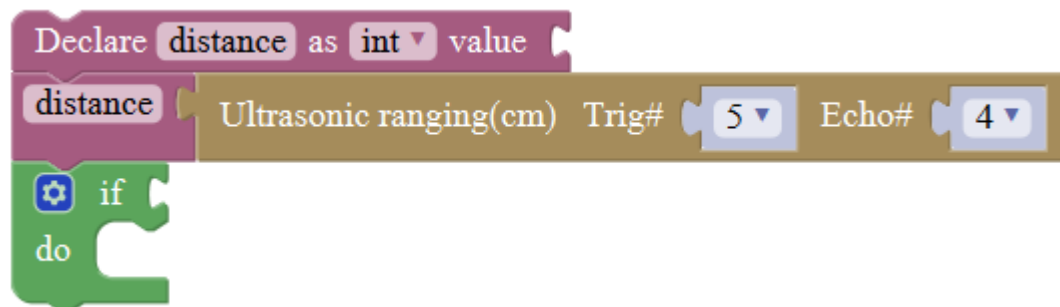 Declare distance as int value
distance Ultrasonic ranging(cm) Trig# 5 Echo# 4
if
do